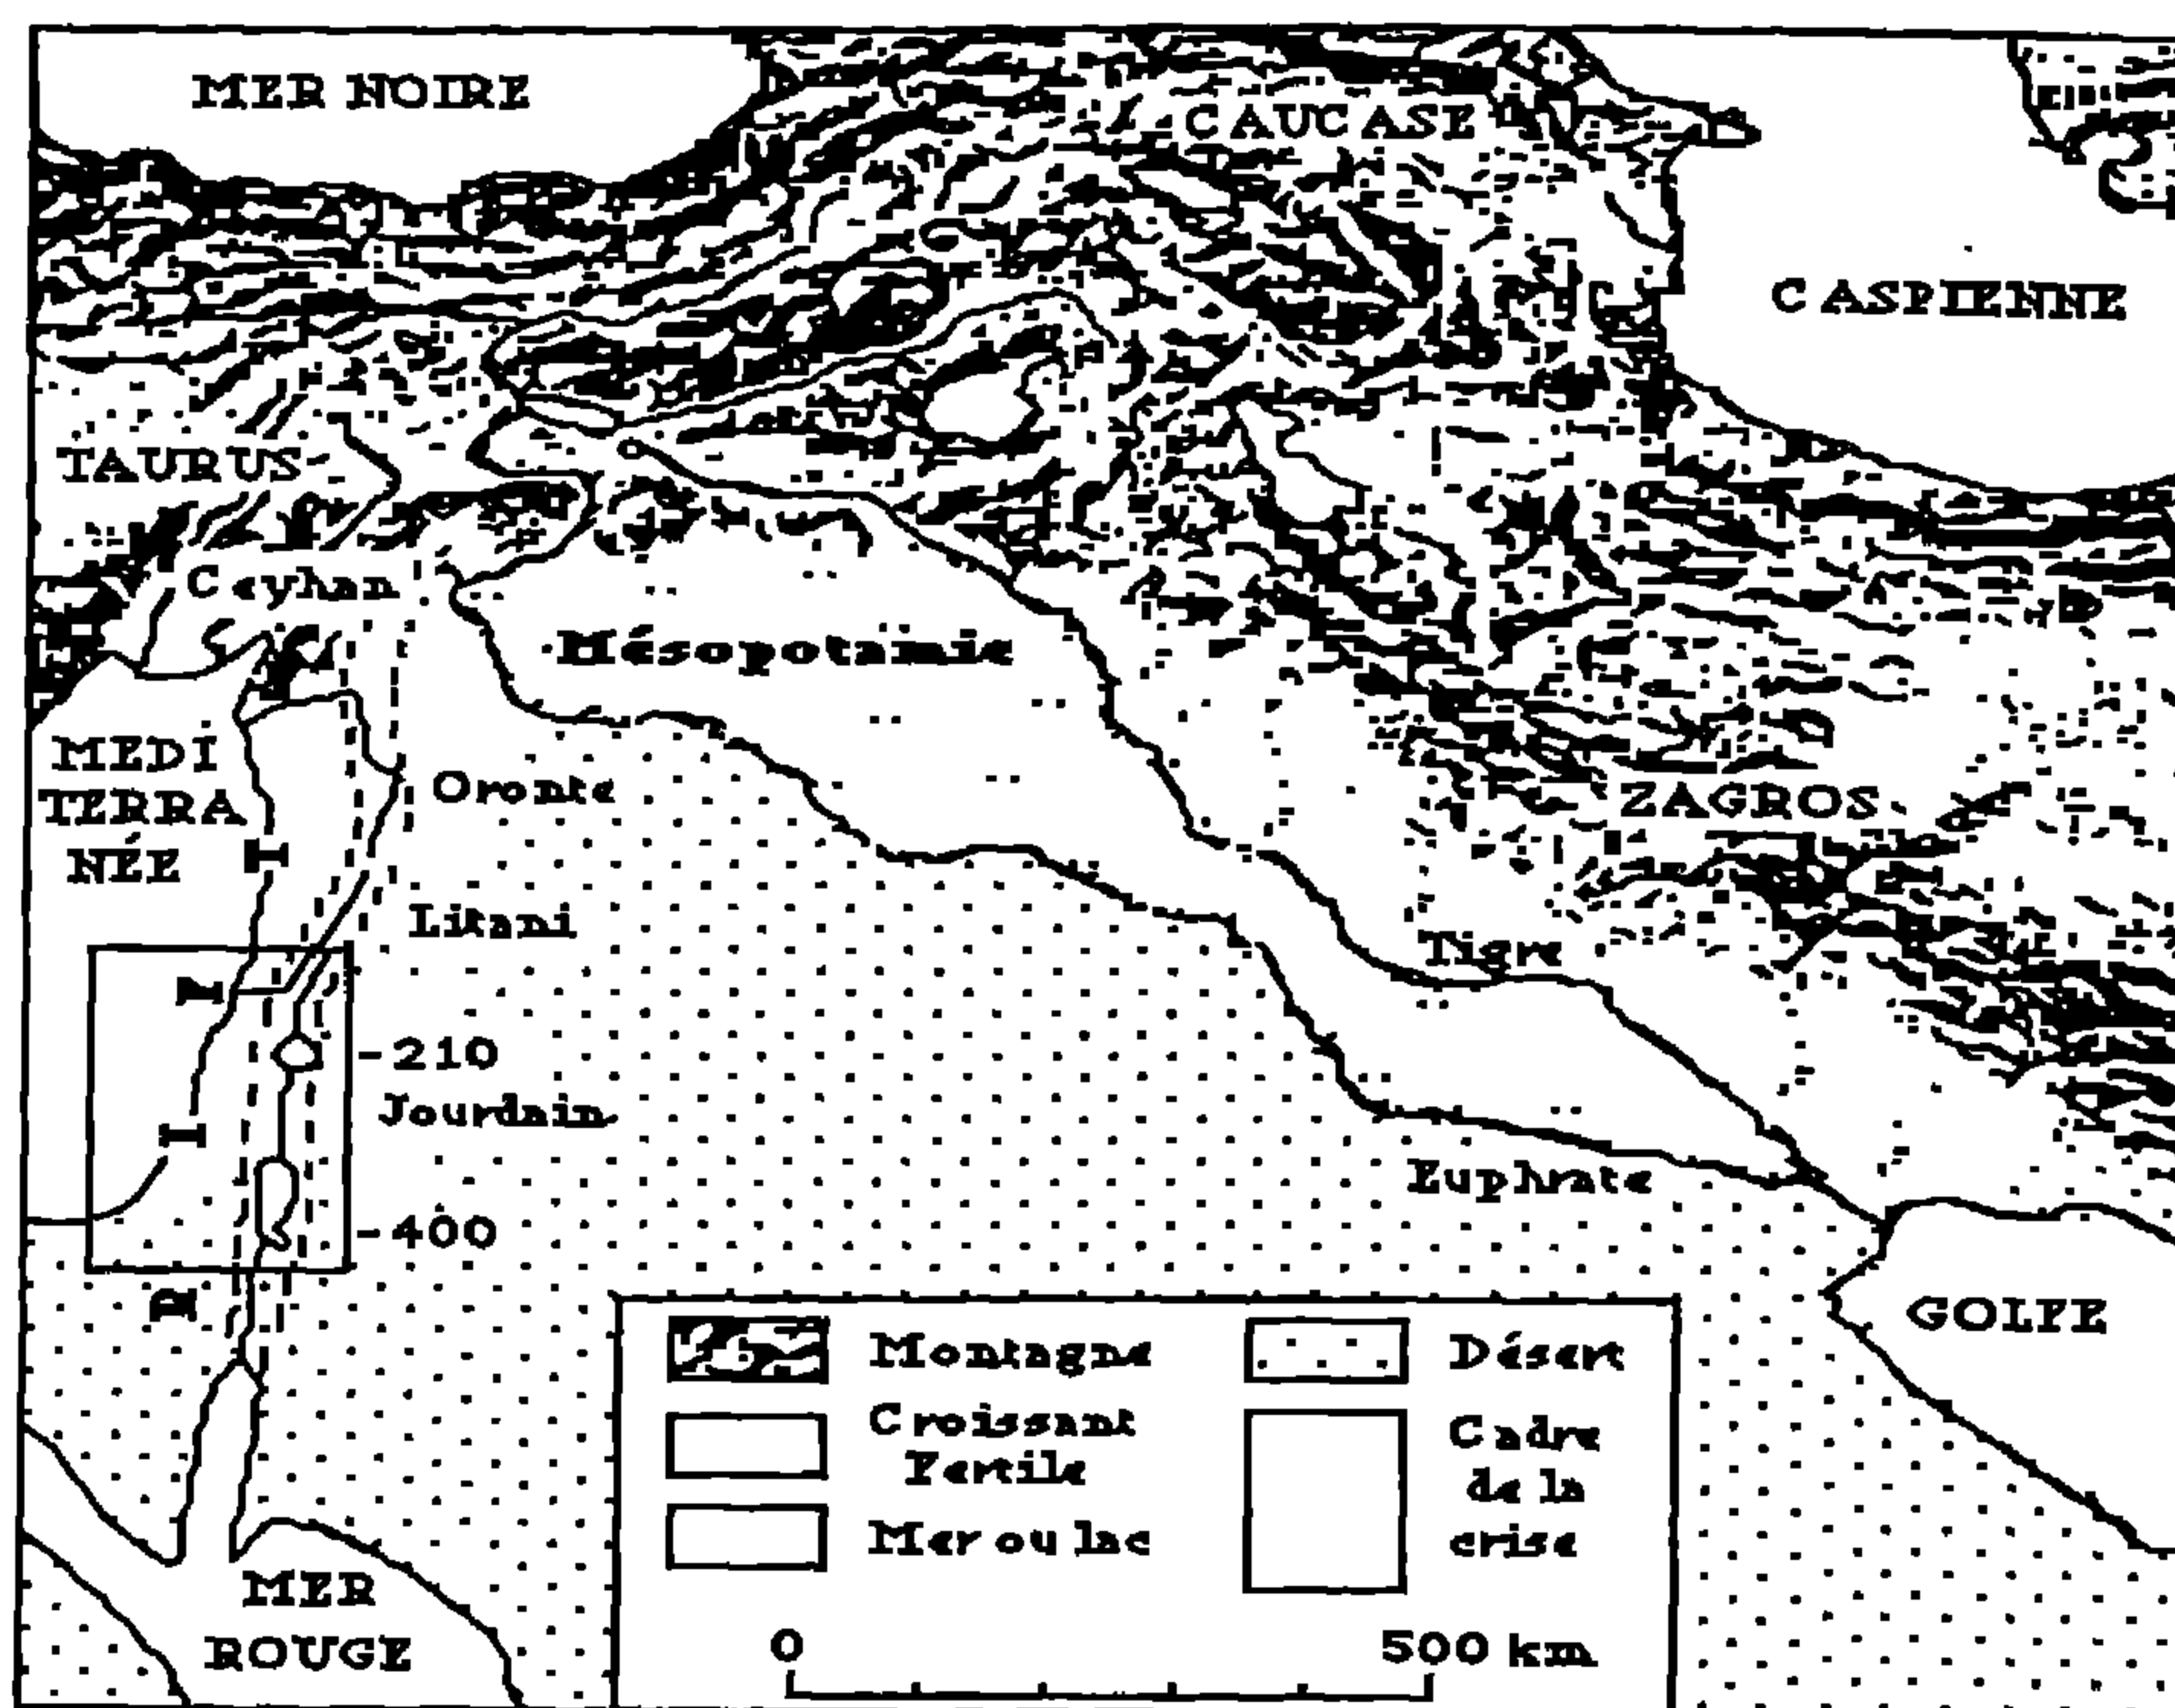 MER NOIRE
CAUCASE
CASPIENNE
TAURUS
Ceyhan
Mésopotamie
MEDI
TERRA
NÉE
Oronte
ZAGROS
Litani
Tigre
-210
Jourdain
Euphrate
-400
GOLFE
Montagne
Désert
Croissant
Fertile
Cadre
de la
crise
Mer ou lac
MER
ROUGE
0
500 km